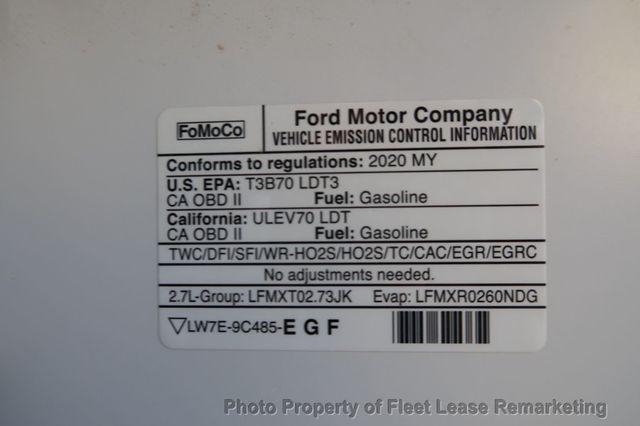 FoMoCo
Ford Motor Company
VEHICLE EMISSION CONTROL INFORMATION
Conforms to regulations: 2020 MY
U.S. EPA: T3B70 LDT3
CA OBD II Fuel: Gasoline
California: ULEV70 LDT
CA OBD II Fuel: Gasoline
TWC/DFI/SFI/WR-HO2S/HO2S/TC/CAC/EGR/EGRC
No adjustments needed.
2.7L-Group: LFMXT02.73JK Evap: LFMXR0260NDG
▽LW7E-9C485-E G F
Photo Property of Fleet Lease Remarketing